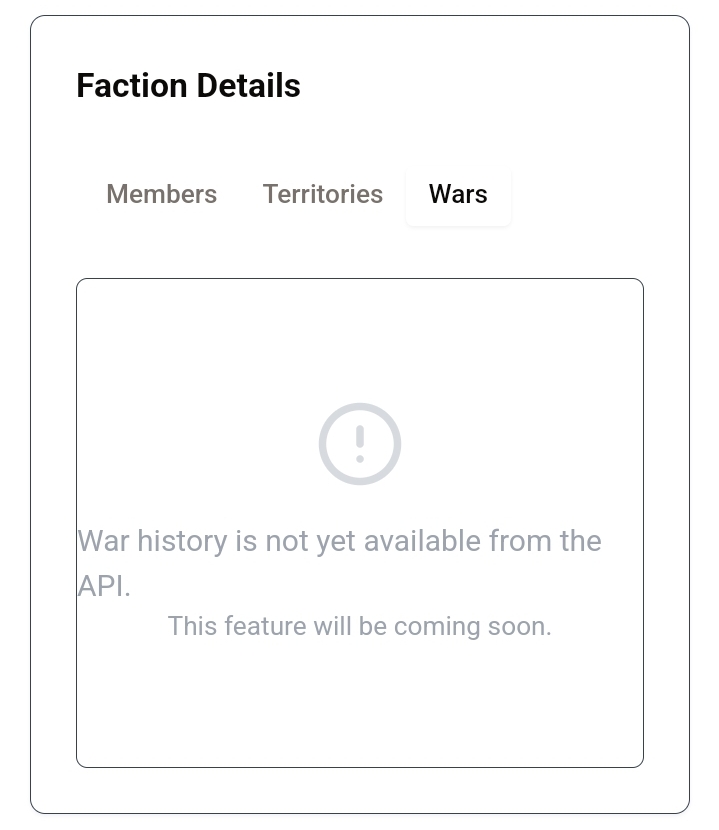 Faction Details
Members Territories Wars
War history is not yet available from the
API.
This feature will be coming soon.